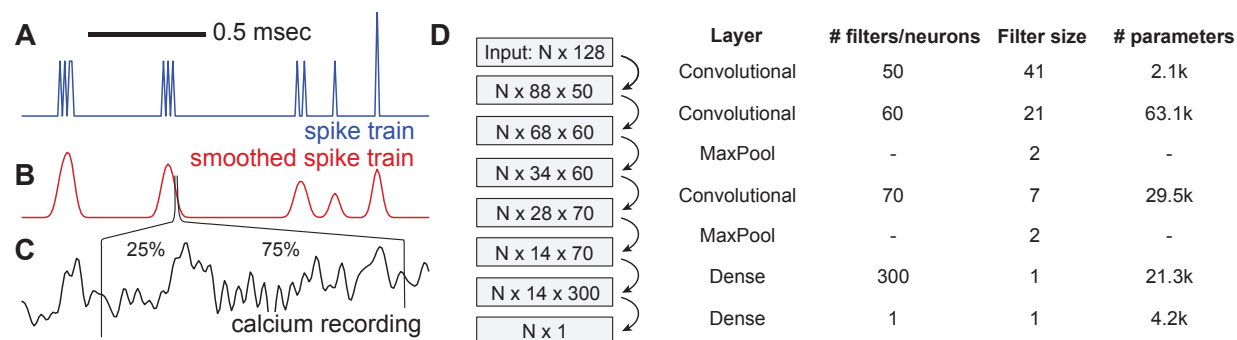 A
0.5 msec
spike train
smoothed spike train
B
C
25%
75%
calcium recording
D
Input: N x 128
N x 88 x 50
N x 68 x 60
N x 34 x 60
N x 28 x 70
N x 14 x 70
N x 14 x 300
N x 1
Layer # filters/neurons Filter size # parameters
Convolutional 50 41 2.1k
Convolutional 60 21 63.1k
MaxPool - 2 -
Convolutional 70 7 29.5k
MaxPool - 2 -
Dense 300 1 21.3k
Dense 1 1 4.2k